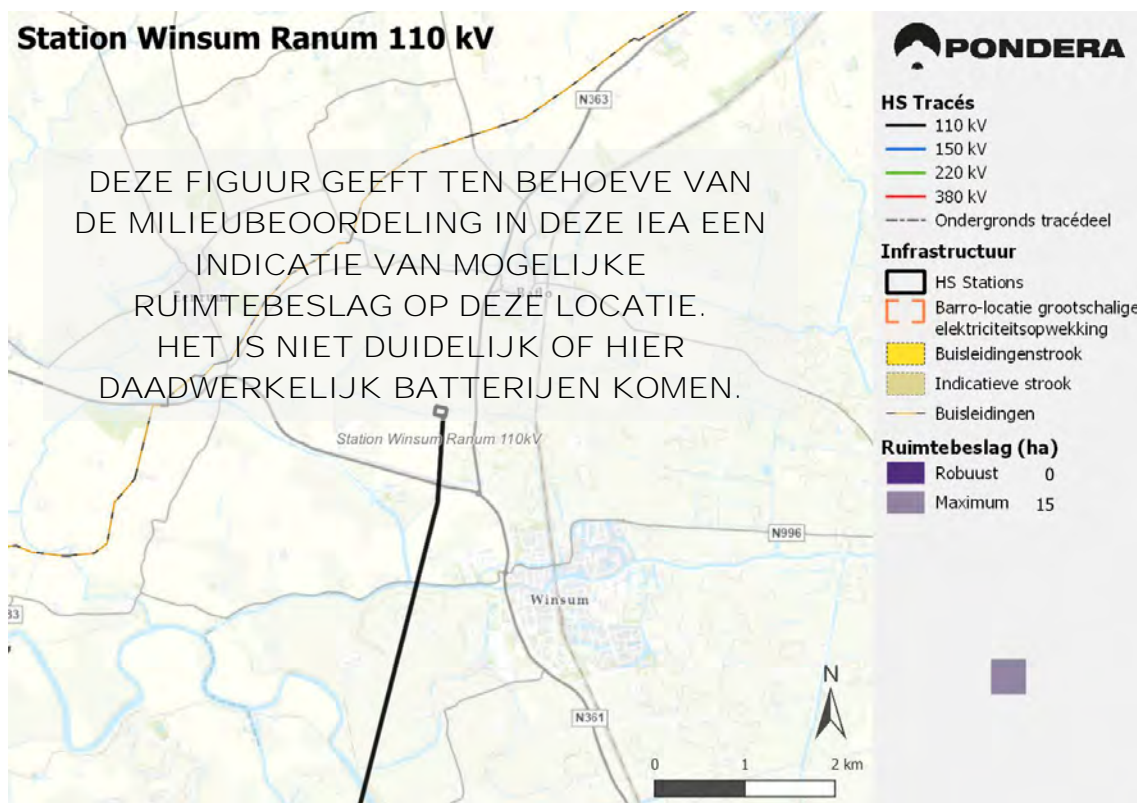 Station Winsum Ranum 110 kV
PONDERA
N363
DEZE FIGUUR GEEFT TEN BEHOEVE VAN
DE MILIEUBEOORDELING IN DEZE IEA EEN
INDICATIE VAN MOGELIJKE
RUIMTEBESLAG OP DEZE LOCATIE.
HET IS NIET DUIDELIJK OF HIER
DAADWERKELIJK BATTERIJEN KOMEN.
Station Winsum Ranum 110kV
N996
Winsum
N361
N
0 1 2 km
HS Tracés
110 kV
150 kV
220 kV
380 kV
Ondergronds tracédeel
Infrastructuur
HS Stations
Barro-locatie grootschalige
elektriciteitsopwekking
Buisleidingenstrook
Indicatieve strook
Buisleidingen
Ruimtebeslag (ha)
Robuust 0
Maximum 15